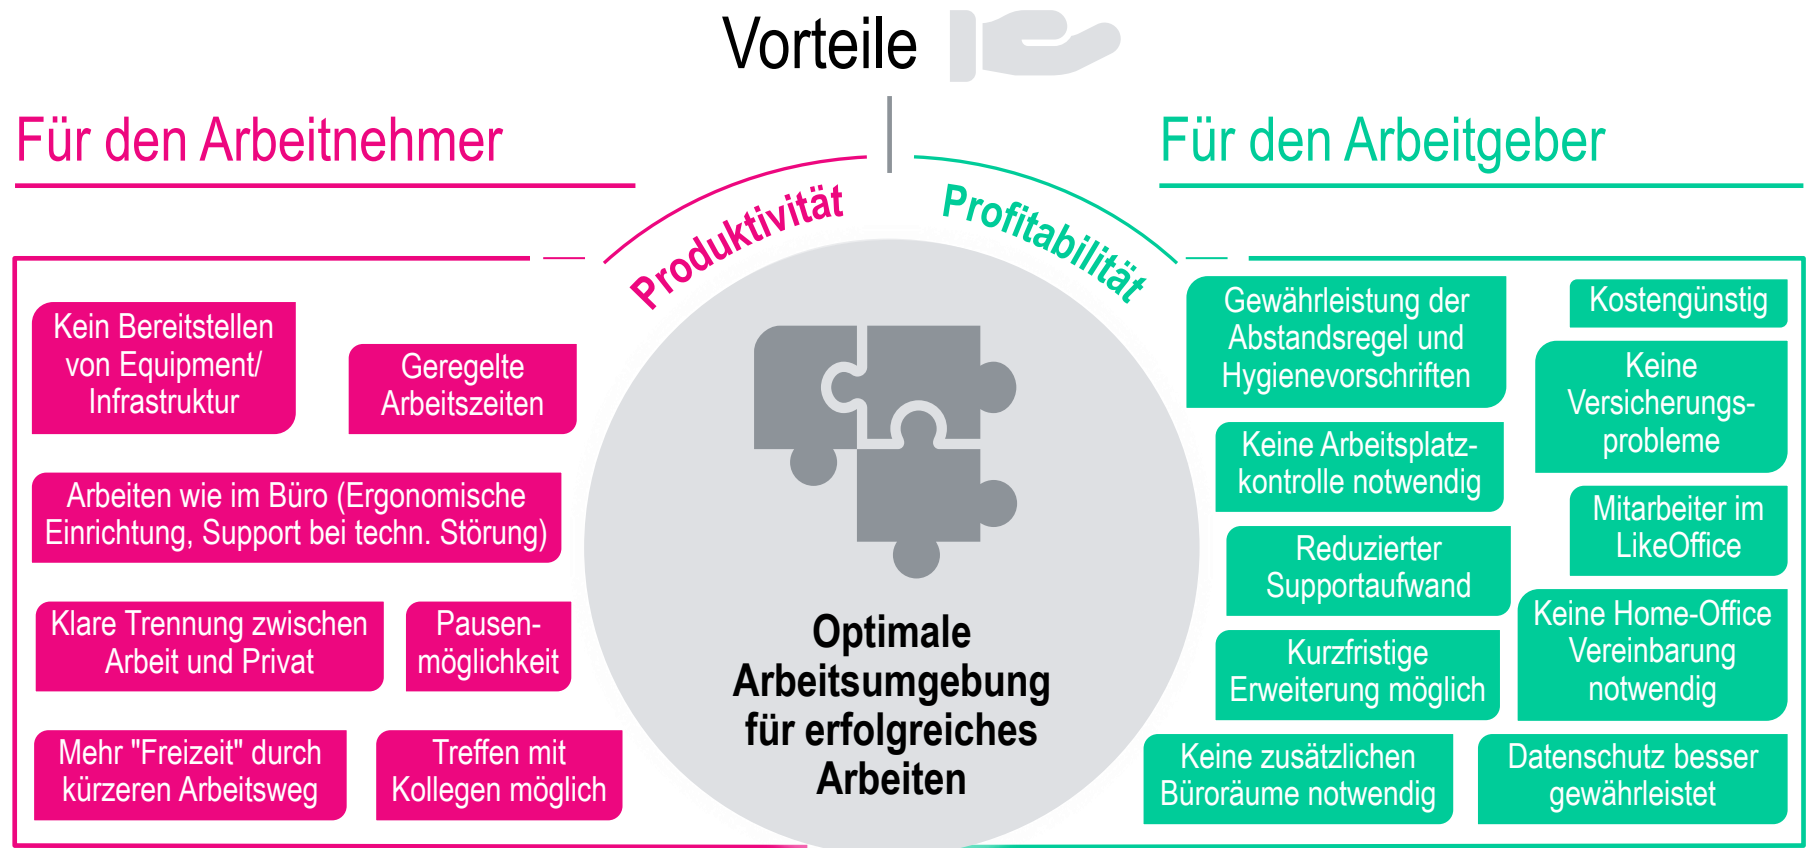 Vorteile
Für den Arbeitnehmer
Für den Arbeitgeber
Produktivität
Profitabilität
Kein Bereitstellen
von Equipment/
Infrastruktur
Geregelte
Arbeitszeiten
Arbeiten wie im Büro (Ergonomische
Einrichtung, Support bei techn. Störung)
Klare Trennung zwischen
Arbeit und Privat
Pausen-
möglichkeit
Mehr "Freizeit" durch
kürzeren Arbeitsweg
Treffen mit
Kollegen möglich
Optimale
Arbeitsumgebung
für erfolgreiches
Arbeiten
Gewährleistung der
Abstandsregel und
Hygienevorschriften
Kostengünstig
Keine
Versicherungs-
probleme
Keine Arbeitsplatz-
kontrolle notwendig
Mitarbeiter im
LikeOffice
Reduzierter
Supportaufwand
Keine Home-Office
Vereinbarung
notwendig
Kurzfristige
Erweiterung möglich
Keine zusätzlichen
Büroräume notwendig
Datenschutz besser
gewährleistet